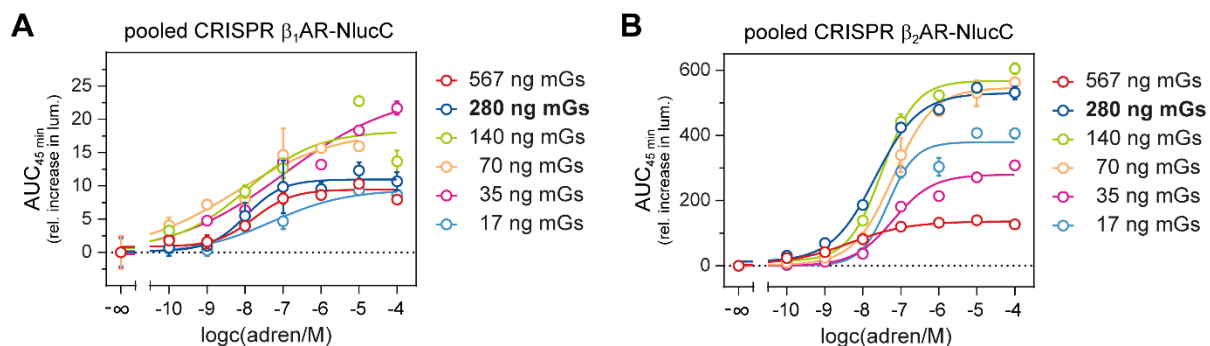 A
pooled CRISPR β₁AR-NlucC
AUC₄₅ ₘᵢₙ
(rel. increase in lum.)
25
20
15
10
5
0
-∞ -10 -9 -8 -7 -6 -5 -4
logc(adren/M)
567 ng mGs
280 ng mGs
140 ng mGs
70 ng mGs
35 ng mGs
17 ng mGs
B
pooled CRISPR β₂AR-NlucC
AUC₄₅ ₘᵢₙ
(rel. increase in lum.)
600
400
200
0
-∞ -10 -9 -8 -7 -6 -5 -4
logc(adren/M)
567 ng mGs
280 ng mGs
140 ng mGs
70 ng mGs
35 ng mGs
17 ng mGs